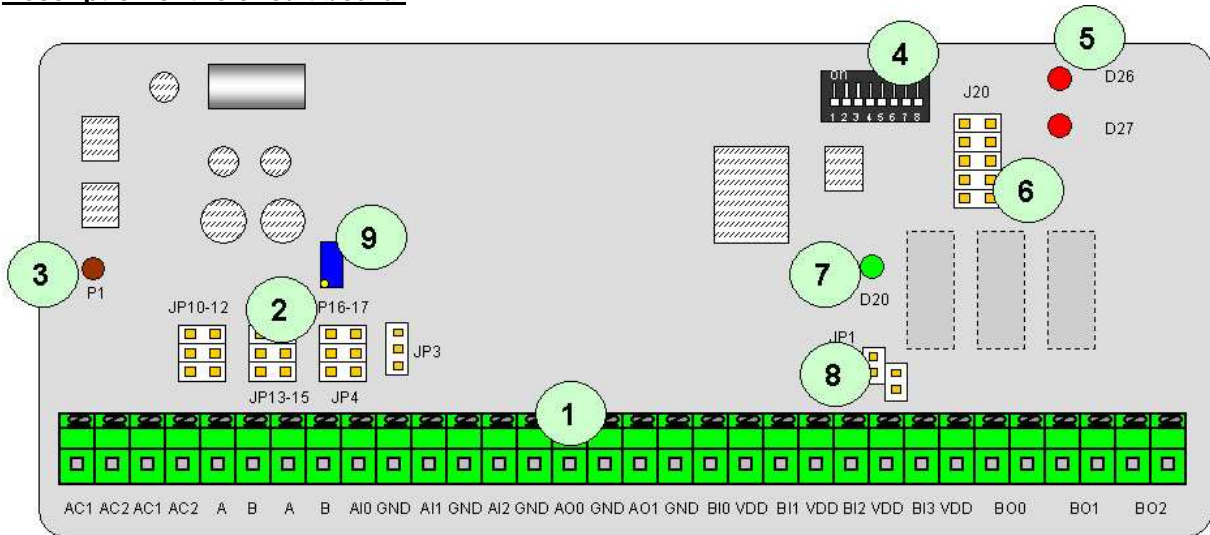 5
4
on
D26
J20
1 2 3 4 5 6 7 8
D27
6
9
3
7
P1
D20
JP10-12
2
P16-17
JP1
JP3
8
JP13-15 JP4
1
AC1 AC2 AC1 AC2 A B A B AI0 GND AI1 GND AI2 GND AO0 GND AO1 GND BI0 VDD BI1 VDD BI2 VDD BI3 VDD BO0 BO1 BO2